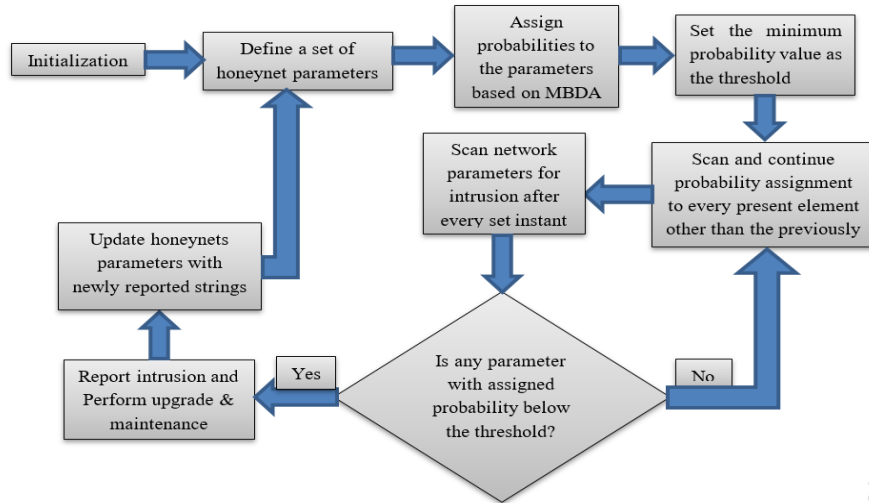 Initialization
Define a set of
honeynet parameters
Assign
probabilities to
the parameters
based on MBDA
Set the minimum
probability value as
the threshold
Scan and continue
probability assignment
to every present element
other than the previously
Scan network
parameters for
intrusion after
every set instant
Is any parameter
with assigned
probability below
the threshold?
No
Yes
Report intrusion and
Perform upgrade &
maintenance
Update honeynets
parameters with
newly reported strings